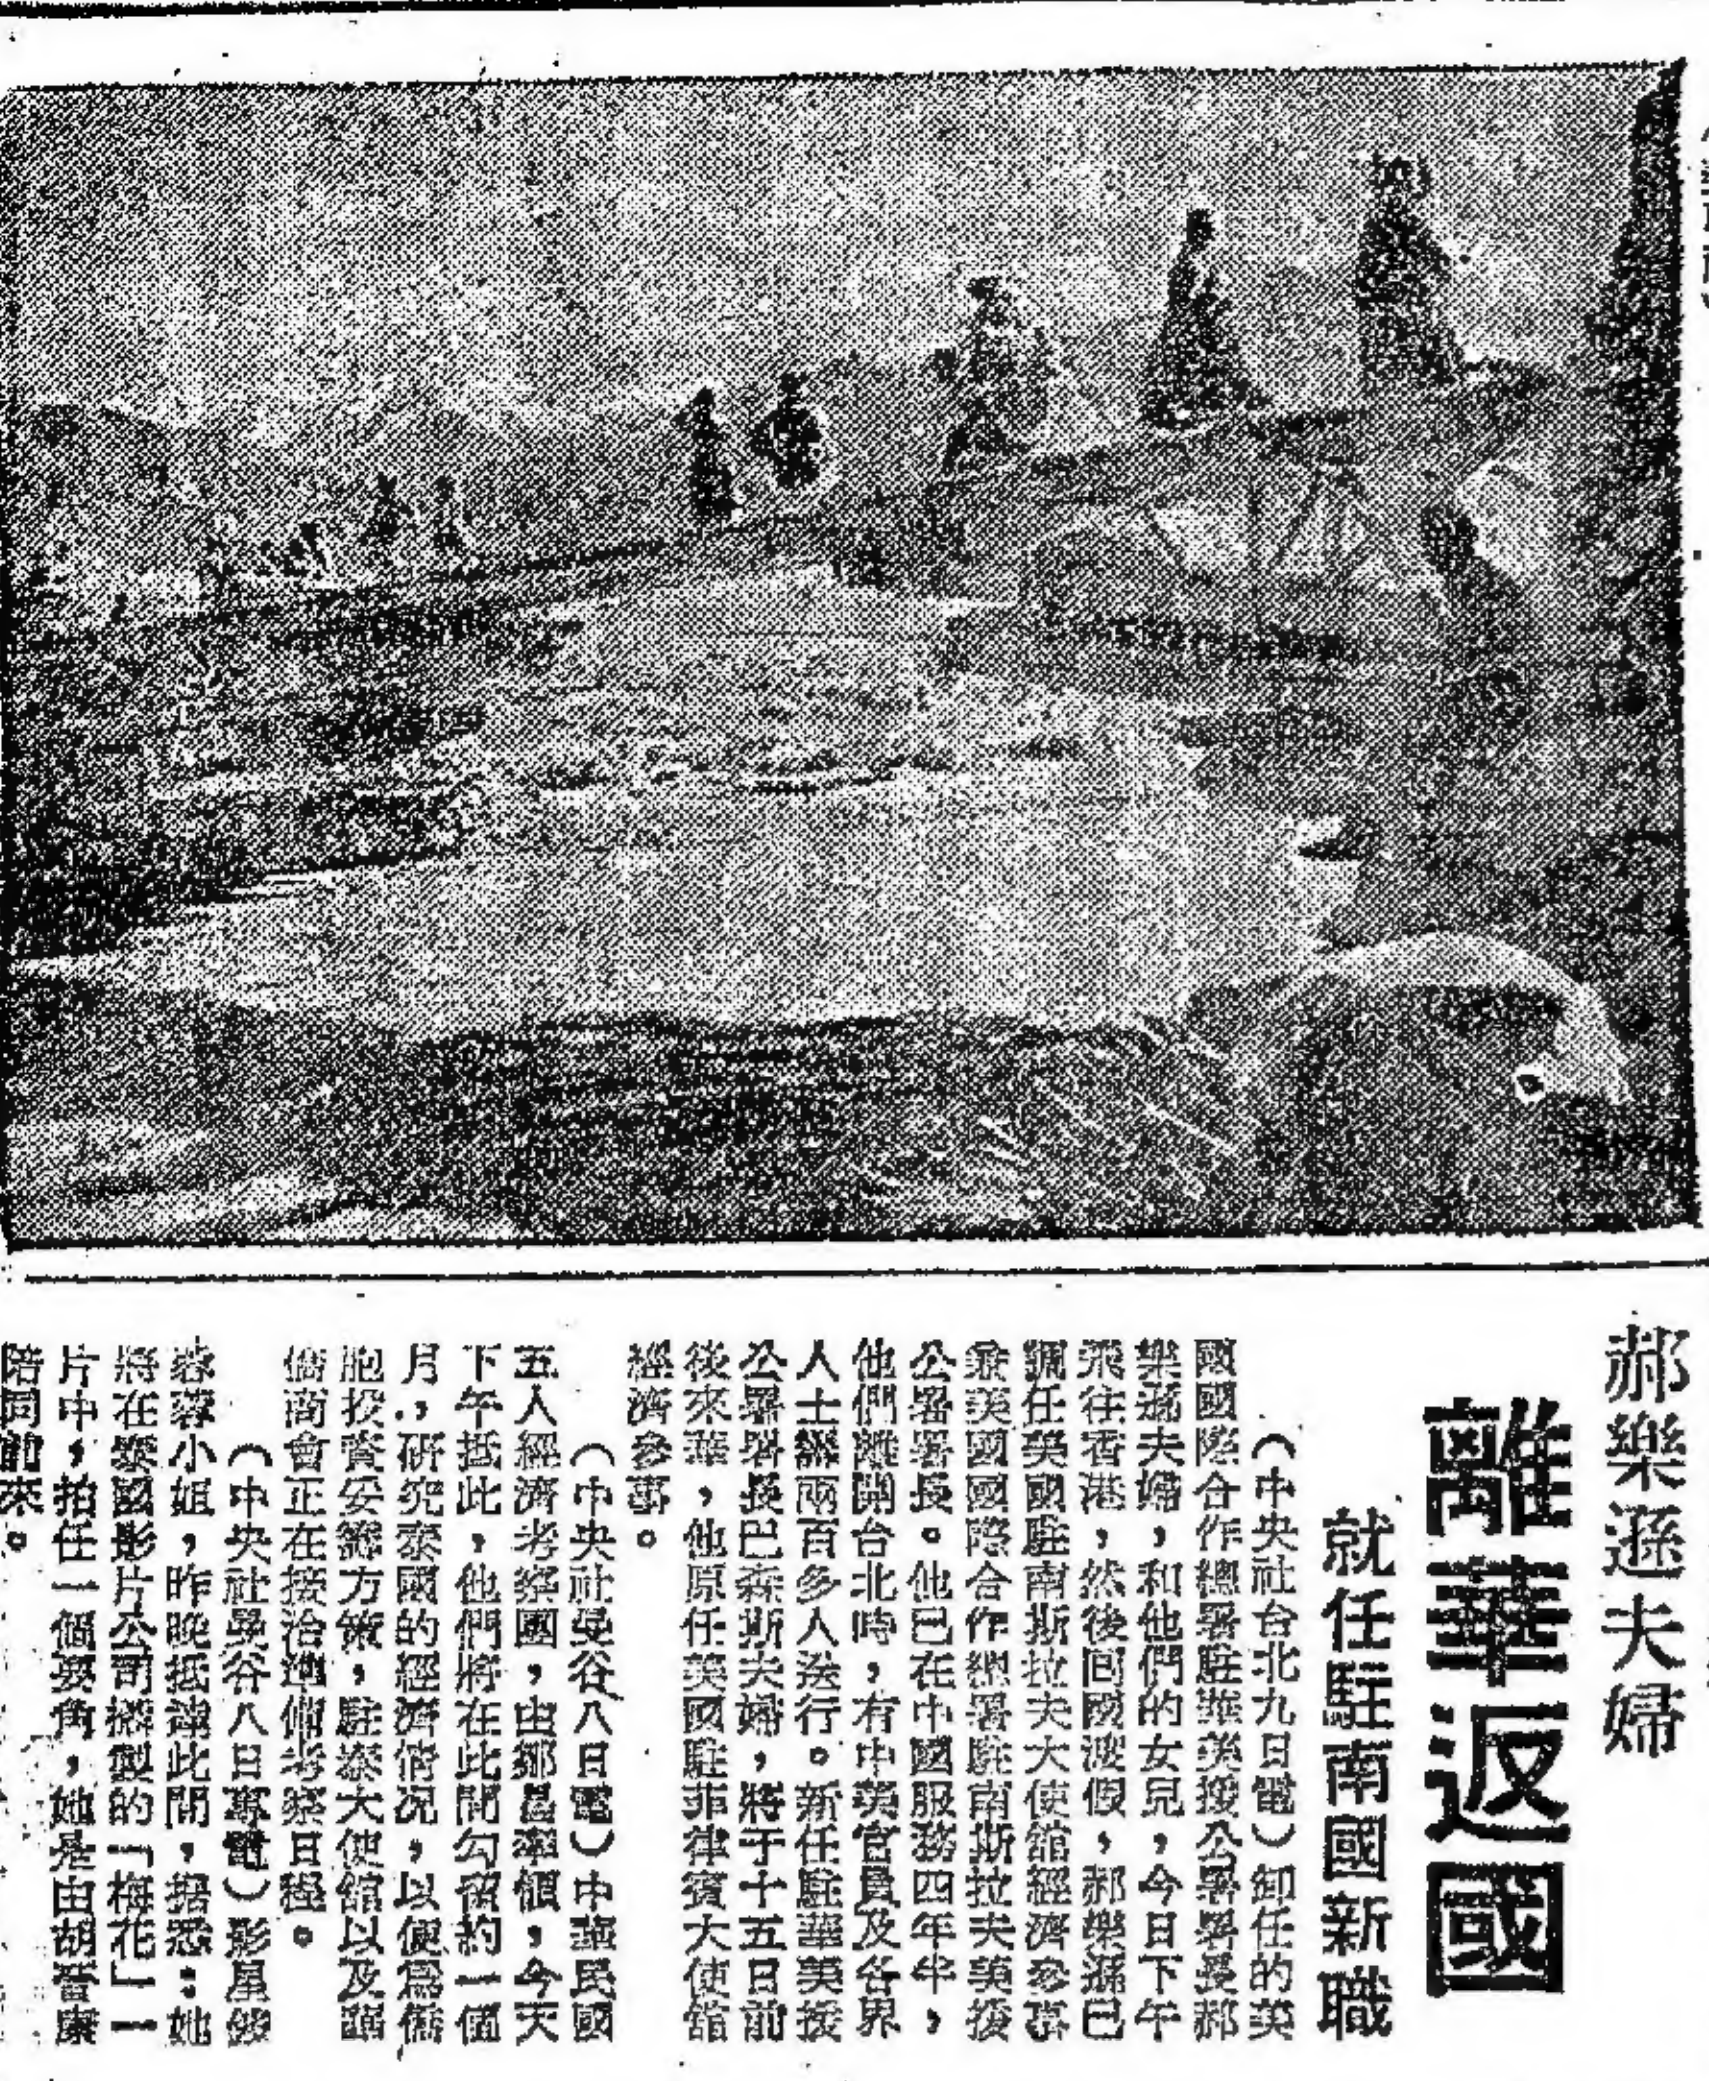 郝樂遜夫婦
離華返國
就任駐南國新職
（中央社台北九日電）卸任的美
國國際合作總署駐華美援公署署長郝
樂遜夫婦，和他們的女兒，今日下午
飛往香港，然後回國渡假，郝樂遜已
調任美國駐南斯拉夫大使館經濟參事
兼美國國際合作總署駐南斯拉夫美援
公署署長。他已在中國服務四年半，
他們離開台北時，有中美官員及各界
人士兩百多人送行。新任駐華美援
公署署長巴森斯夫婦，將于十五日前
後來華，他原任美國駐菲律賓大使館
經濟參事。
（中央社曼谷八日電）中華民國
五人經濟考察團，由鄭昌率領，今天
下午抵此，他們將在此間勾留約一個
月，研究泰國的經濟情况，以便為僑
胞投資安籌方策，駐泰大使館以及
僑商會正在接洽考察日程。
（中央社曼谷八日專電）影星
蓉蓉小姐，昨晚抵達此間，據悉：她
將在泰國影片公司攝製的「梅花」一
片中，拍任一個要角，她是由胡晉康
陪同前來。